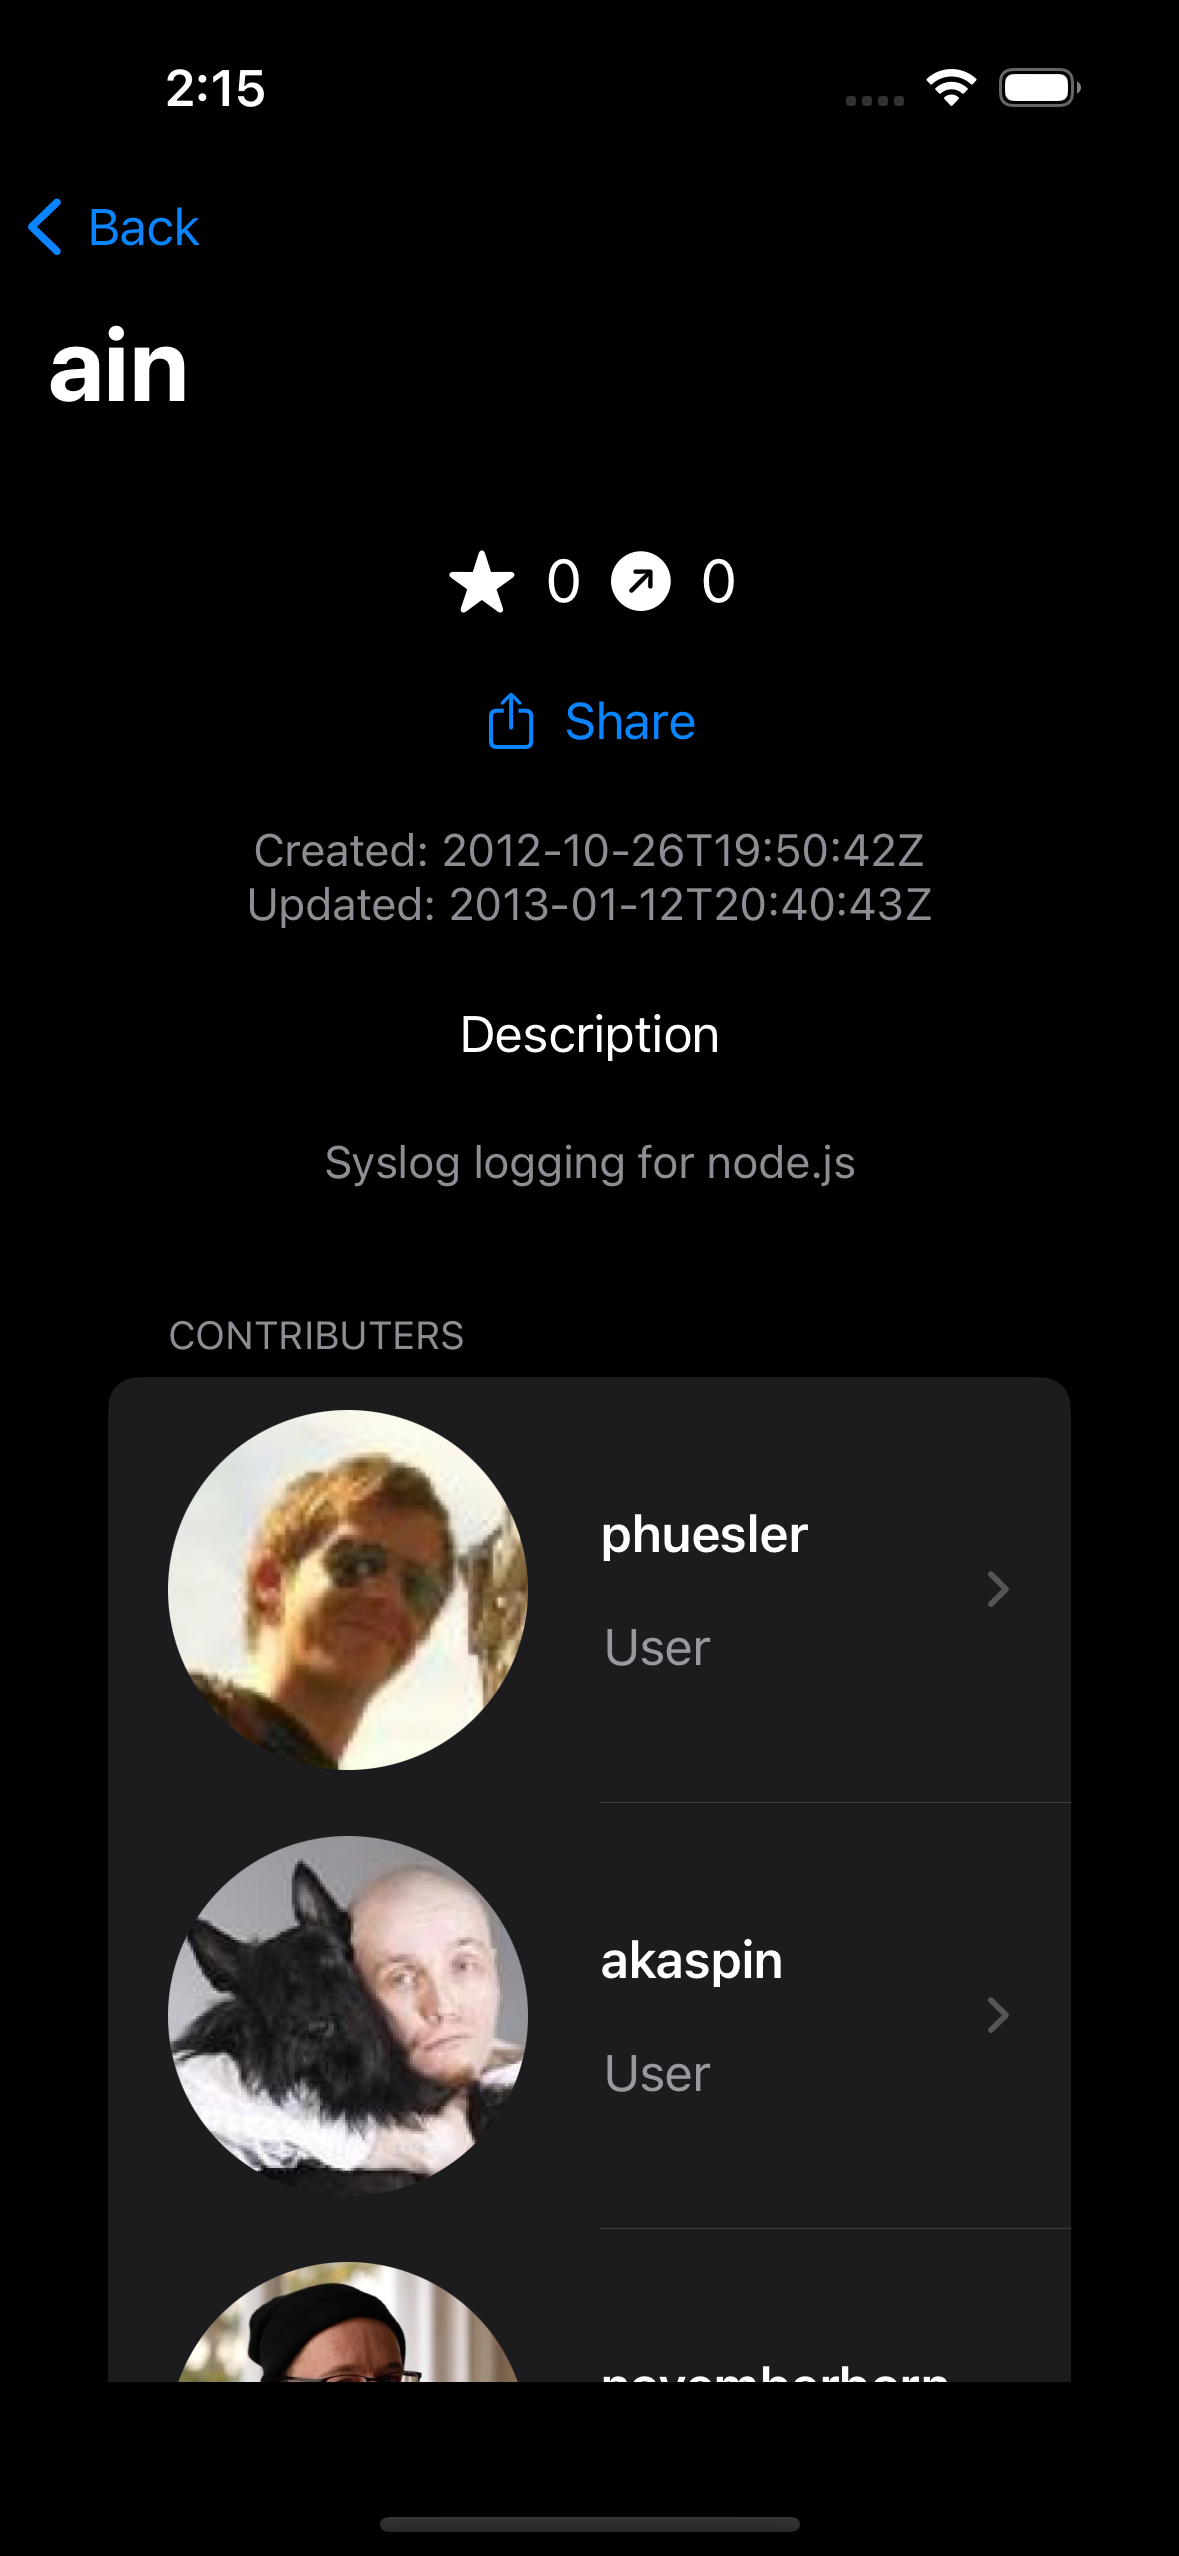 2:15
Back
ain
0 0
Share
Created: 2012-10-26T19:50:42Z
Updated: 2013-01-12T20:40:43Z
Description
Syslog logging for node.js
CONTRIBUTERS
phuesler
User
akaspin
User
novemberborn